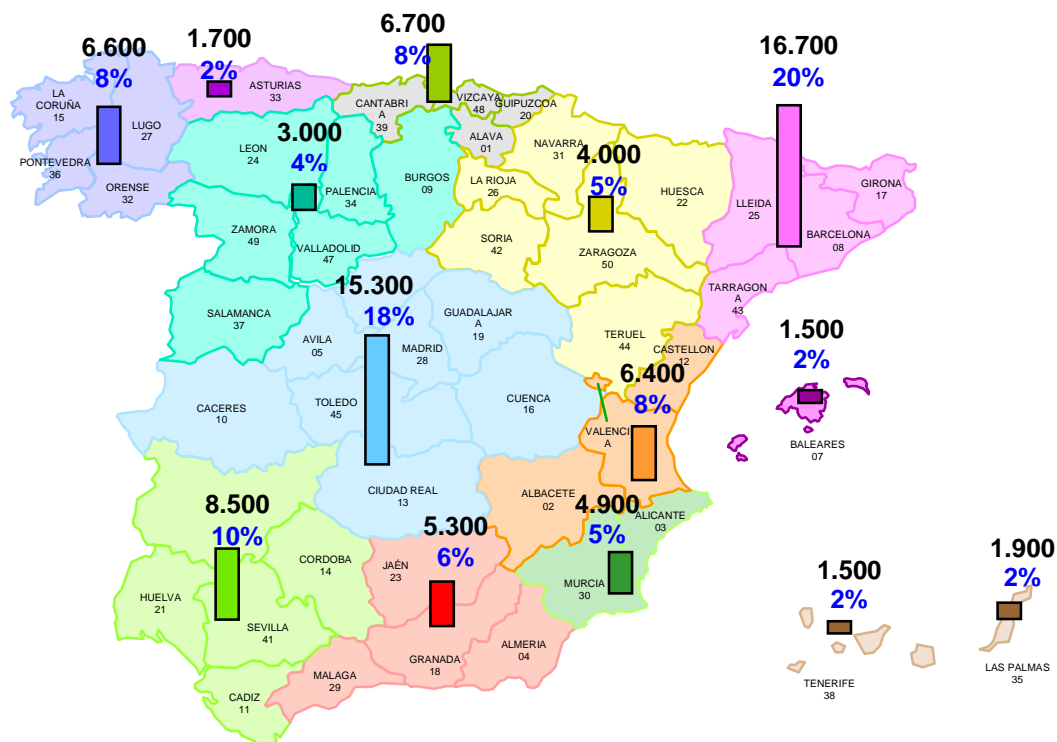 6.700
8%
1.700
2%
6.600
8%
16.700
20%
ASTURIAS
33
LA
CORUÑA
15
LUGO
27
CANTABRI
A
39
VIZCAYA
48
GUIPUZCOA
20
ALAVA
01
NAVARRA
31
3.000
4%
LEON
24
PALENCIA
34
BURGOS
09
PONTEVEDRA
36
ORENSE
32
4.000
5%
LA RIOJA
26
HUESCA
22
LLEIDA
25
GIRONA
17
BARCELONA
08
ZAMORA
49
VALLADOLID
47
SORIA
42
ZARAGOZA
50
TARRAGON
A
43
15.300
18%
SALAMANCA
37
AVILA
05
MADRID
28
GUADALAJAR
A
19
TERUEL
44
CASTELLON
12
1.500
2%
6.400
8%
CACERES
10
TOLEDO
45
CUENCA
16
VALENCI
A
BALEARES
07
CIUDAD REAL
13
ALBACETE
02
4.900
5%
ALICANTE
03
8.500
10%
5.300
6%
CORDOBA
14
JAÉN
23
MURCIA
30
HUELVA
21
SEVILLA
41
1.500
2%
1.900
2%
GRANADA
18
ALMERIA
04
MALAGA
29
CADIZ
11
TENERIFE
38
LAS PALMAS
35